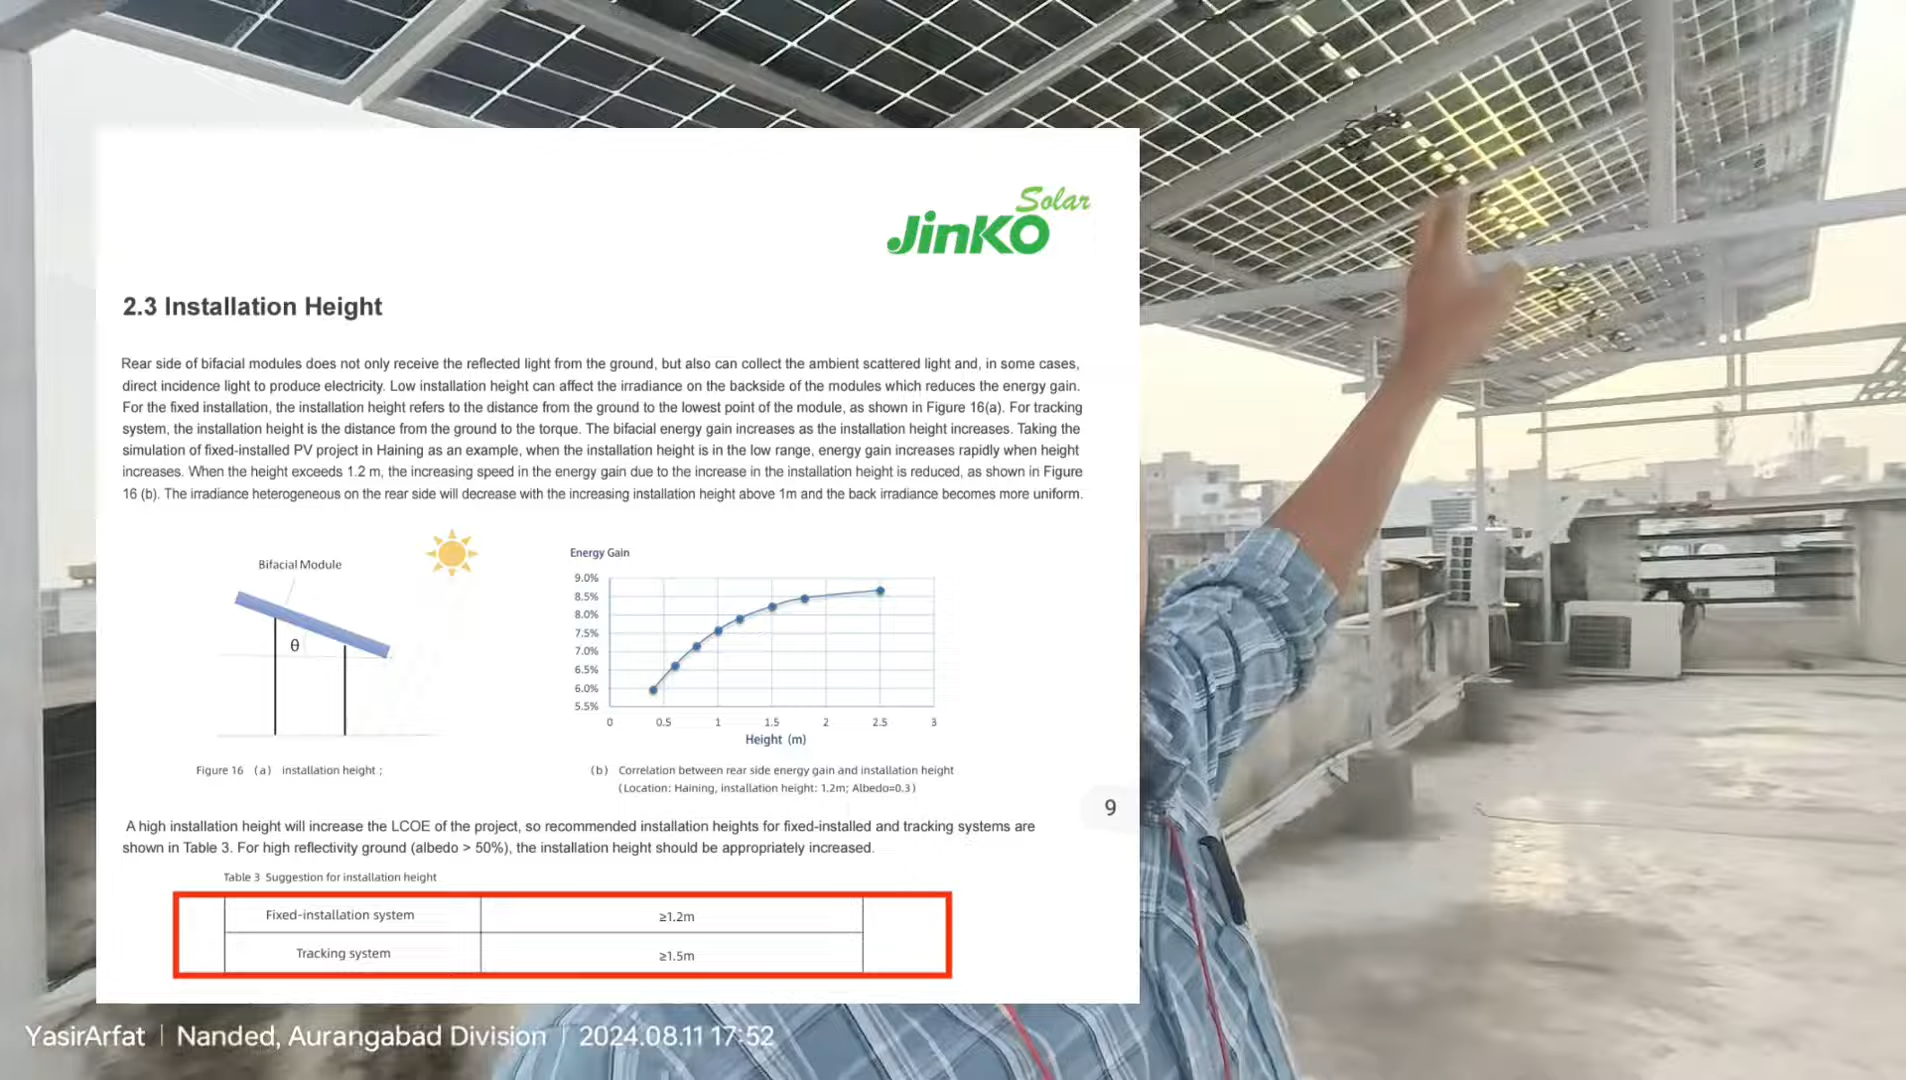 Solar
JinKO
2.3 Installation Height
Rear side of bifacial modules does not only receive the reflected light from the ground, but also can collect the ambient scattered light and, in some cases,
direct incidence light to produce electricity. Low installation height can affect the irradiance on the backside of the modules which reduces the energy gain.
For the fixed installation, the installation height refers to the distance from the ground to the lowest point of the module, as shown in Figure 16(a). For tracking
system, the installation height is the distance from the ground to the torque. The bifacial energy gain increases as the installation height increases. Taking the
simulation of fixed-installed PV project in Haining as an example, when the installation height is in the low range, energy gain increases rapidly when height
increases. When the height exceeds 1.2 m, the increasing speed in the energy gain due to the increase in the installation height is reduced, as shown in Figure
16 (b). The irradiance heterogeneous on the rear side will decrease with the increasing installation height above 1m and the back irradiance becomes more uniform.
Bifacial Module
θ
Figure 16 (a) installation height ;
Energy Gain
9.0%
8.5%
8.0%
7.5%
7.0%
6.5%
6.0%
5.5%
0 0.5 1 1.5 2 2.5 3
Height (m)
(b) Correlation between rear side energy gain and installation height
(Location: Haining, installation height: 1.2m; Albedo=0.3)
9
A high installation height will increase the LCOE of the project, so recommended installation heights for fixed-installed and tracking systems are
shown in Table 3. For high reflectivity ground (albedo > 50%), the installation height should be appropriately increased.
Table 3 Suggestion for installation height
Fixed-installation system ≥1.2m
Tracking system ≥1.5m
YasirArfat | Nanded, Aurangabad Division | 2024.08.11 17:52